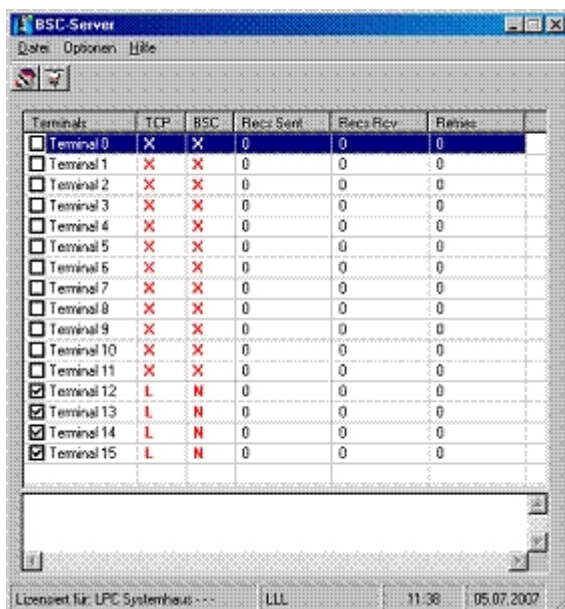 BSC-Server
Datei Optionen Hilfe
Terminals TCP BSC Recs Sent Recs Rcv Retries
Terminal 0 X X 0 0 0
Terminal 1 X X 0 0 0
Terminal 2 X X 0 0 0
Terminal 3 X X 0 0 0
Terminal 4 X X 0 0 0
Terminal 5 X X 0 0 0
Terminal 6 X X 0 0 0
Terminal 7 X X 0 0 0
Terminal 8 X X 0 0 0
Terminal 9 X X 0 0 0
Terminal 10 X X 0 0 0
Terminal 11 X X 0 0 0
Terminal 12 L N 0 0 0
Terminal 13 L N 0 0 0
Terminal 14 L N 0 0 0
Terminal 15 L N 0 0 0
Lizensiert für: LPC Systemhaus - - - LLL 11:38 05.07.2007